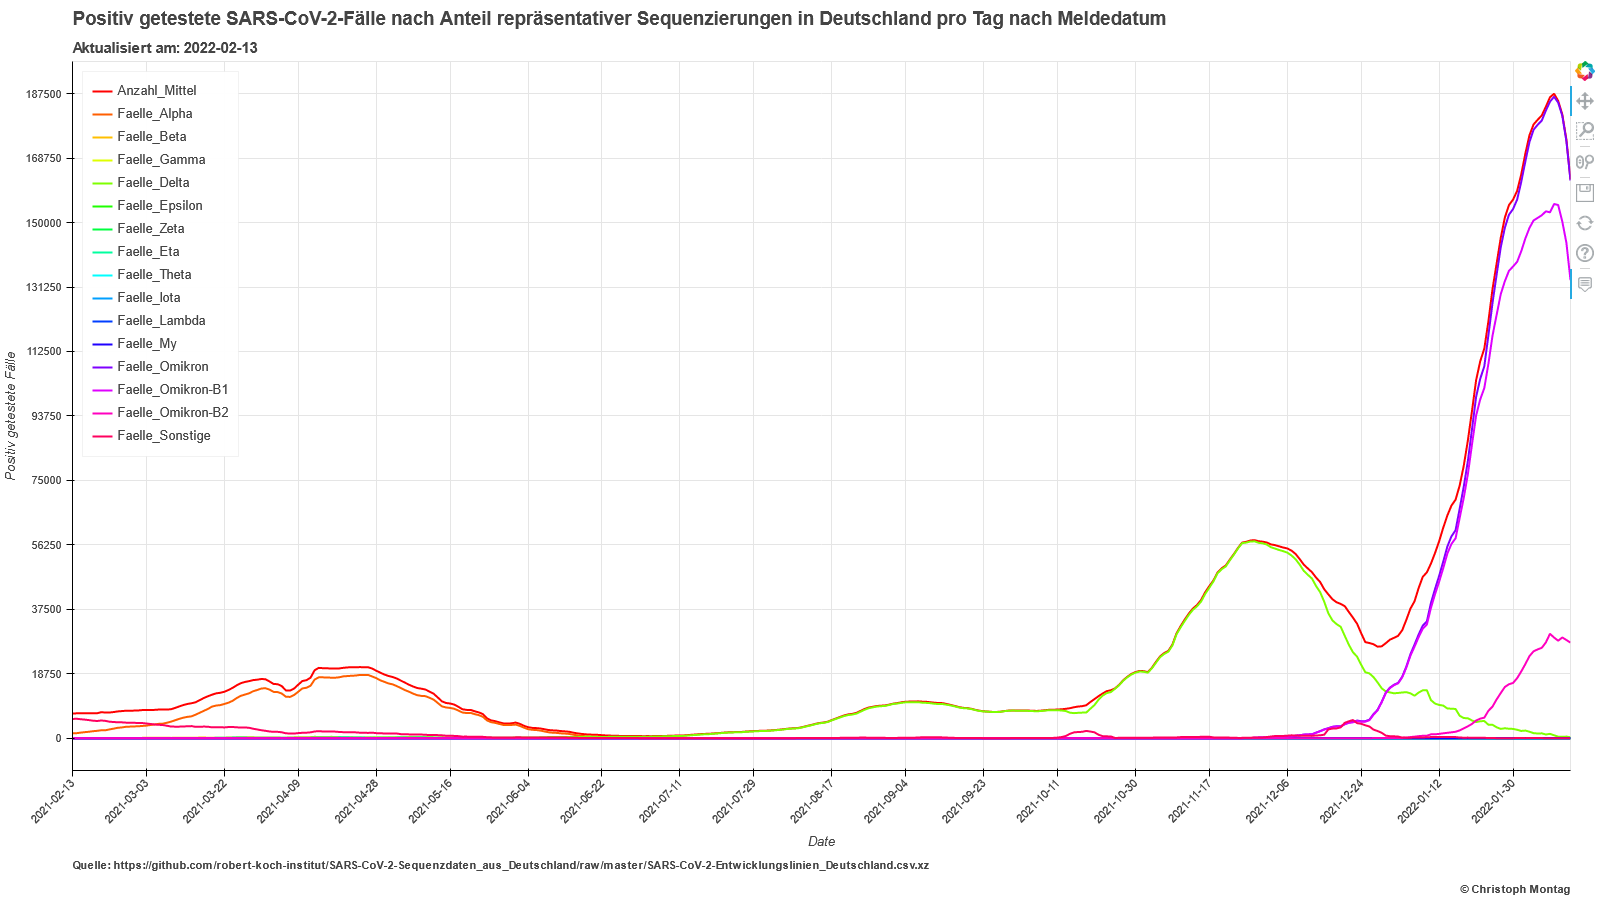 Positiv getestete SARS-CoV-2-Fälle nach Anteil repräsentativer Sequenzierungen in Deutschland pro Tag nach Meldedatum
Aktualisiert am: 2022-02-13
Anzahl_Mittel
Faelle_Alpha
Faelle_Beta
Faelle_Gamma
Faelle_Delta
Faelle_Epsilon
Faelle_Zeta
Faelle_Eta
Faelle_Theta
Faelle_Iota
Faelle_Lambda
Faelle_My
Faelle_Omikron
Faelle_Omikron-B1
Faelle_Omikron-B2
Faelle_Sonstige
187500
168750
150000
131250
112500
93750
75000
56250
37500
18750
0
Positiv getestete Fälle
2021-02-13
2021-03-03
2021-03-22
2021-04-09
2021-04-28
2021-05-16
2021-06-04
2021-06-22
2021-07-11
2021-07-29
2021-08-17
2021-09-04
2021-09-23
2021-10-11
2021-10-30
2021-11-17
2021-12-06
2021-12-24
2022-01-12
2022-01-30
Date
Quelle: https://github.com/robert-koch-institut/SARS-CoV-2-Sequenzdaten_aus_Deutschland/raw/master/SARS-CoV-2-Entwicklungslinien_Deutschland.csv.xz
© Christoph Montag